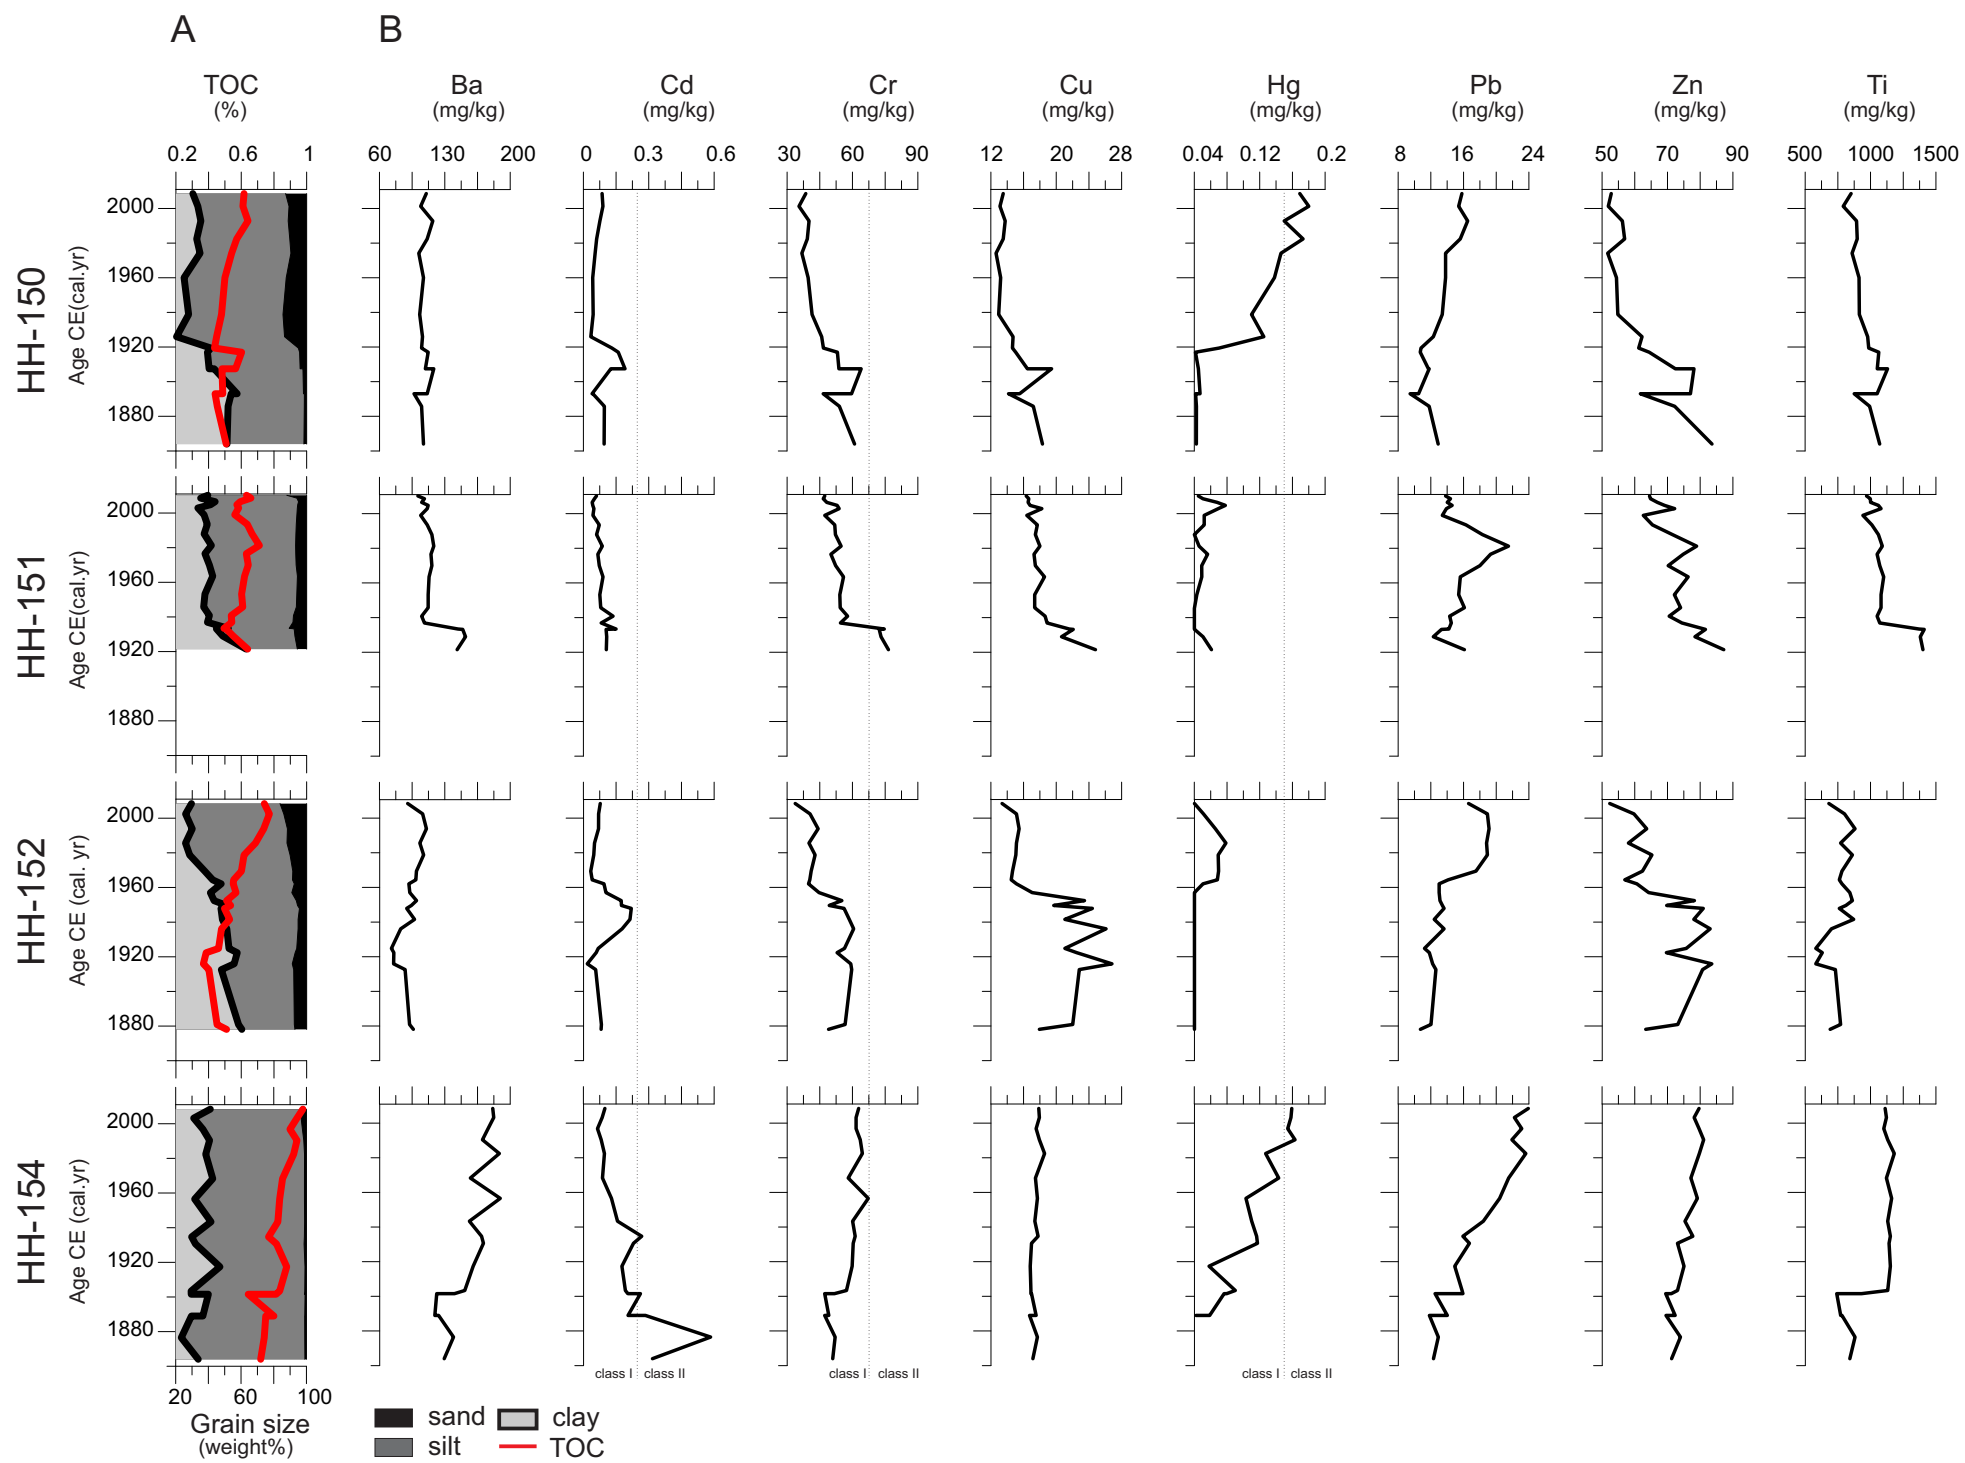 A B
TOC Ba Cd Cr Cu Hg Pb Zn Ti
(%) (mg/kg) (mg/kg) (mg/kg) (mg/kg) (mg/kg) (mg/kg) (mg/kg) (mg/kg)
0.2 0.6 1 60 130 200 0 0.3 0.6 30 60 90 12 20 28 0.04 0.12 0.2 8 16 24 50 70 90 500 1000 1500
HH-150
Age CE(cal.yr)
2000
1960
1920
1880
HH-151
Age CE(cal.yr)
2000
1960
1920
1880
HH-152
Age CE (cal. yr)
2000
1960
1920
1880
HH-154
Age CE (cal.yr)
2000
1960
1920
1880
class I class II class I class II class I class II
20 60 100
Grain size
(weight%)
sand clay
silt TOC